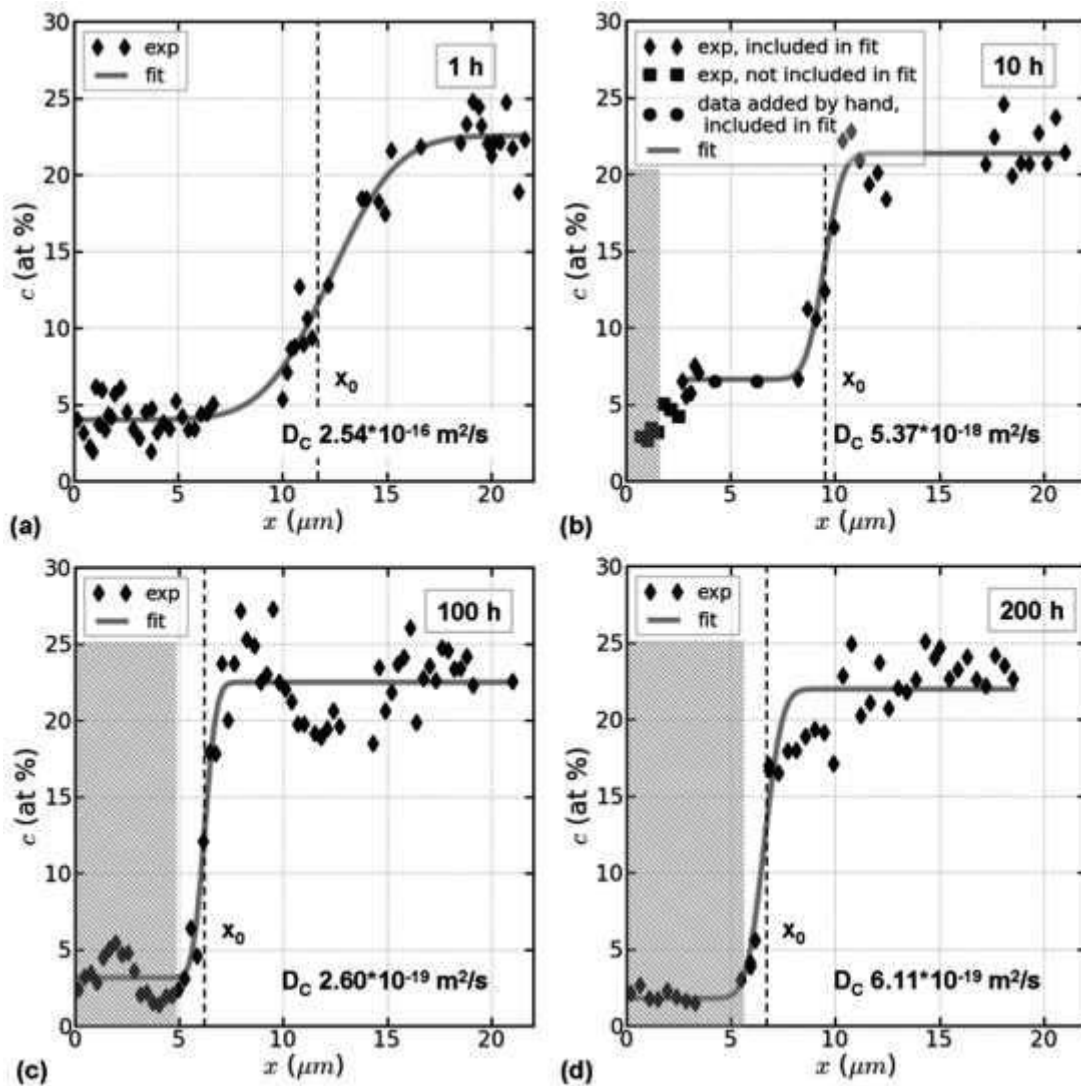 30
25
20
15
10
5
0
c (at %)
exp
fit
1 h
x₀
D_C 2.54*10⁻¹⁶ m²/s
0 5 10 15 20
x (μm)
(a)
30
25
20
15
10
5
0
c (at %)
exp, included in fit
exp, not included in fit
data added by hand,
included in fit
fit
10 h
x₀
D_C 5.37*10⁻¹⁸ m²/s
0 5 10 15 20
x (μm)
(b)
30
25
20
15
10
5
0
c (at %)
exp
fit
100 h
x₀
D_C 2.60*10⁻¹⁹ m²/s
0 5 10 15 20
x (μm)
(c)
30
25
20
15
10
5
0
c (at %)
exp
fit
200 h
x₀
D_C 6.11*10⁻¹⁹ m²/s
0 5 10 15 20
x (μm)
(d)